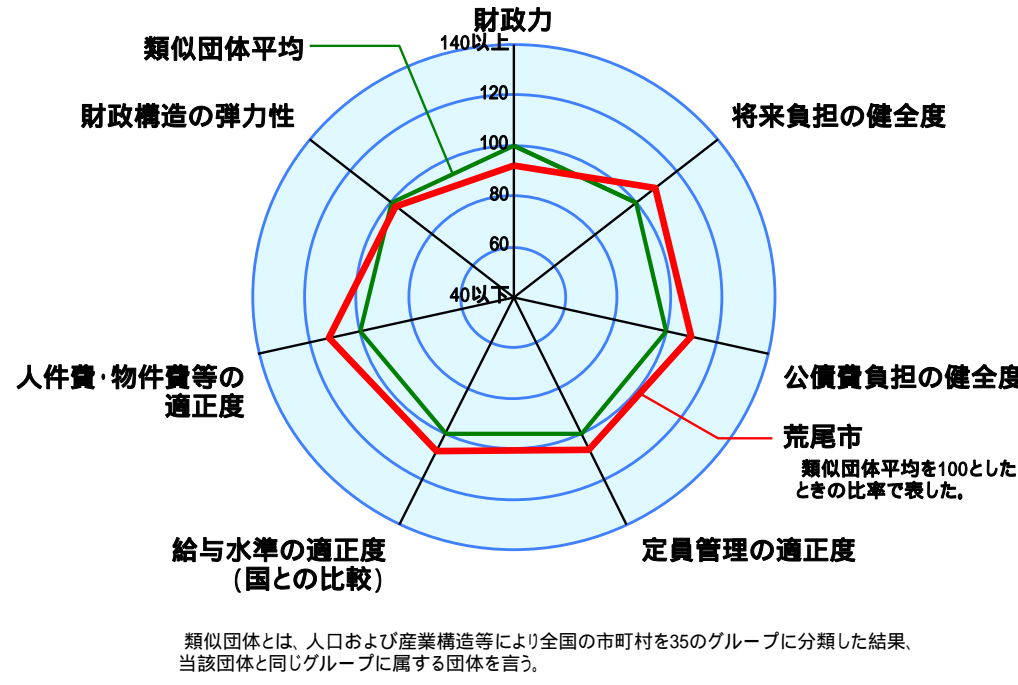 財政力
140以上
類似団体平均
120
財政構造の弾力性
将来負担の健全度
100
80
60
40以下
人件費・物件費等の
適正度
公債費負担の健全度
荒尾市
類似団体平均を100とした
ときの比率で表した。
給与水準の適正度
(国との比較)
定員管理の適正度
類似団体とは、人口および産業構造等により全国の市町村を35のグループに分類した結果、
当該団体と同じグループに属する団体を言う。